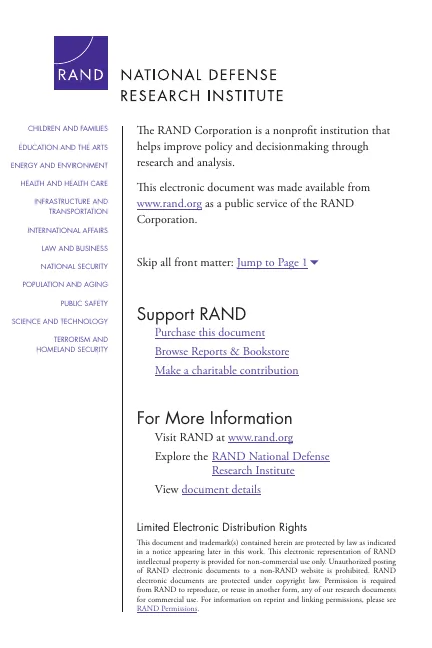 RAND
NATIONAL DEFENSE
RESEARCH INSTITUTE
CHILDREN AND FAMILIES
EDUCATION AND THE ARTS
ENERGY AND ENVIRONMENT
HEALTH AND HEALTH CARE
INFRASTRUCTURE AND
TRANSPORTATION
INTERNATIONAL AFFAIRS
LAW AND BUSINESS
NATIONAL SECURITY
POPULATION AND AGING
PUBLIC SAFETY
SCIENCE AND TECHNOLOGY
TERRORISM AND
HOMELAND SECURITY
The RAND Corporation is a nonprofit institution that
helps improve policy and decisionmaking through
research and analysis.
This electronic document was made available from
www.rand.org as a public service of the RAND
Corporation.
Skip all front matter: Jump to Page 1
Support RAND
Purchase this document
Browse Reports & Bookstore
Make a charitable contribution
For More Information
Visit RAND at www.rand.org
Explore the RAND National Defense
Research Institute
View document details
Limited Electronic Distribution Rights
This document and trademark(s) contained herein are protected by law as indicated
in a notice appearing later in this work. This electronic representation of RAND
intellectual property is provided for non-commercial use only. Unauthorized posting
of RAND electronic documents to a non-RAND website is prohibited. RAND
electronic documents are protected under copyright law. Permission is required
from RAND to reproduce, or reuse in another form, any of our research documents
for commercial use. For information on reprint and linking permissions, please see
RAND Permissions.